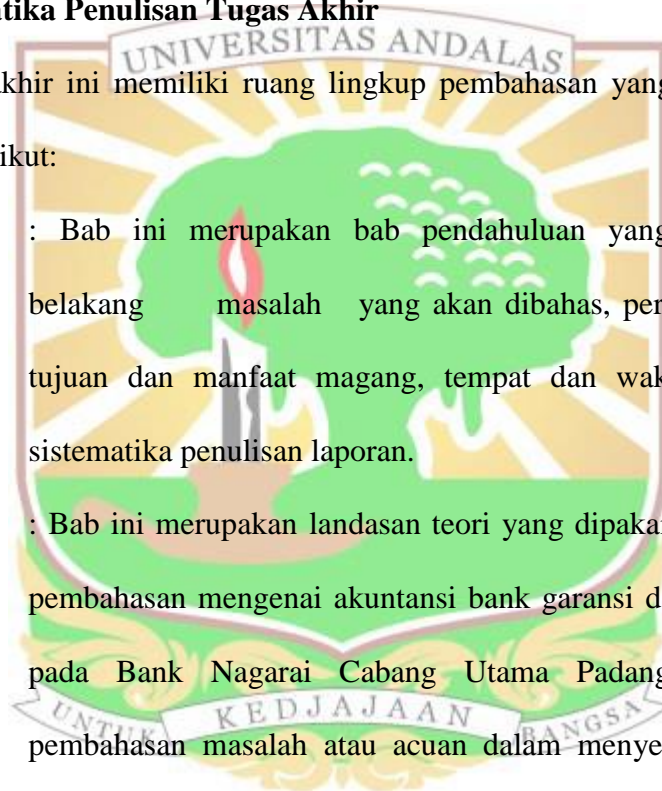 tika Penulisan Tugas Akhir
UNIVERSITAS ANDALAS
akhir ini memiliki ruang lingkup pembahasan yang
ikut:
: Bab ini merupakan bab pendahuluan yang
belakang masalah yang akan dibahas, per
tujuan dan manfaat magang, tempat dan wak
sistematika penulisan laporan.
: Bab ini merupakan landasan teori yang dipakai
pembahasan mengenai akuntansi bank garansi d
pada Bank Nagarai Cabang Utama Padang
UNTUK KEDJAJAAN BANGSA
pembahasan masalah atau acuan dalam menye